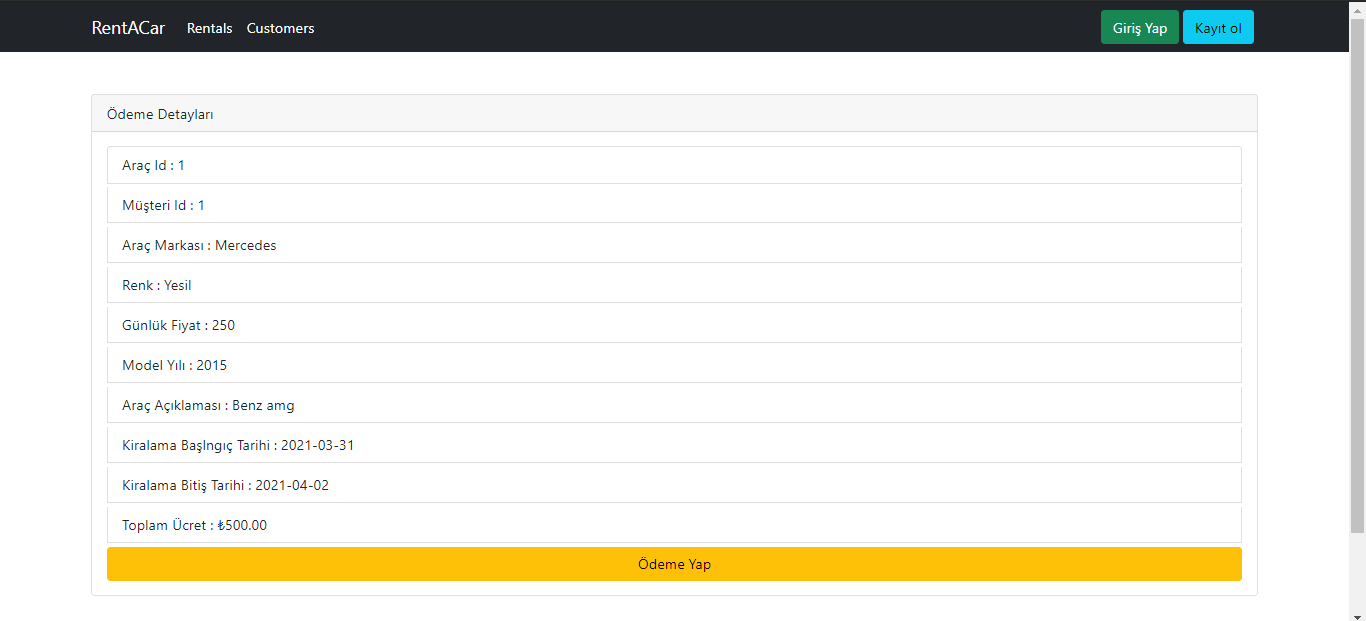 RentACar Rentals Customers Giriş Yap Kayıt ol
Ödeme Detayları
Araç Id : 1
Müşteri Id : 1
Araç Markası : Mercedes
Renk : Yesil
Günlük Fiyat : 250
Model Yılı : 2015
Araç Açıklaması : Benz amg
Kiralama Başlngıç Tarihi : 2021-03-31
Kiralama Bitiş Tarihi : 2021-04-02
Toplam Ücret : ₺500.00
Ödeme Yap